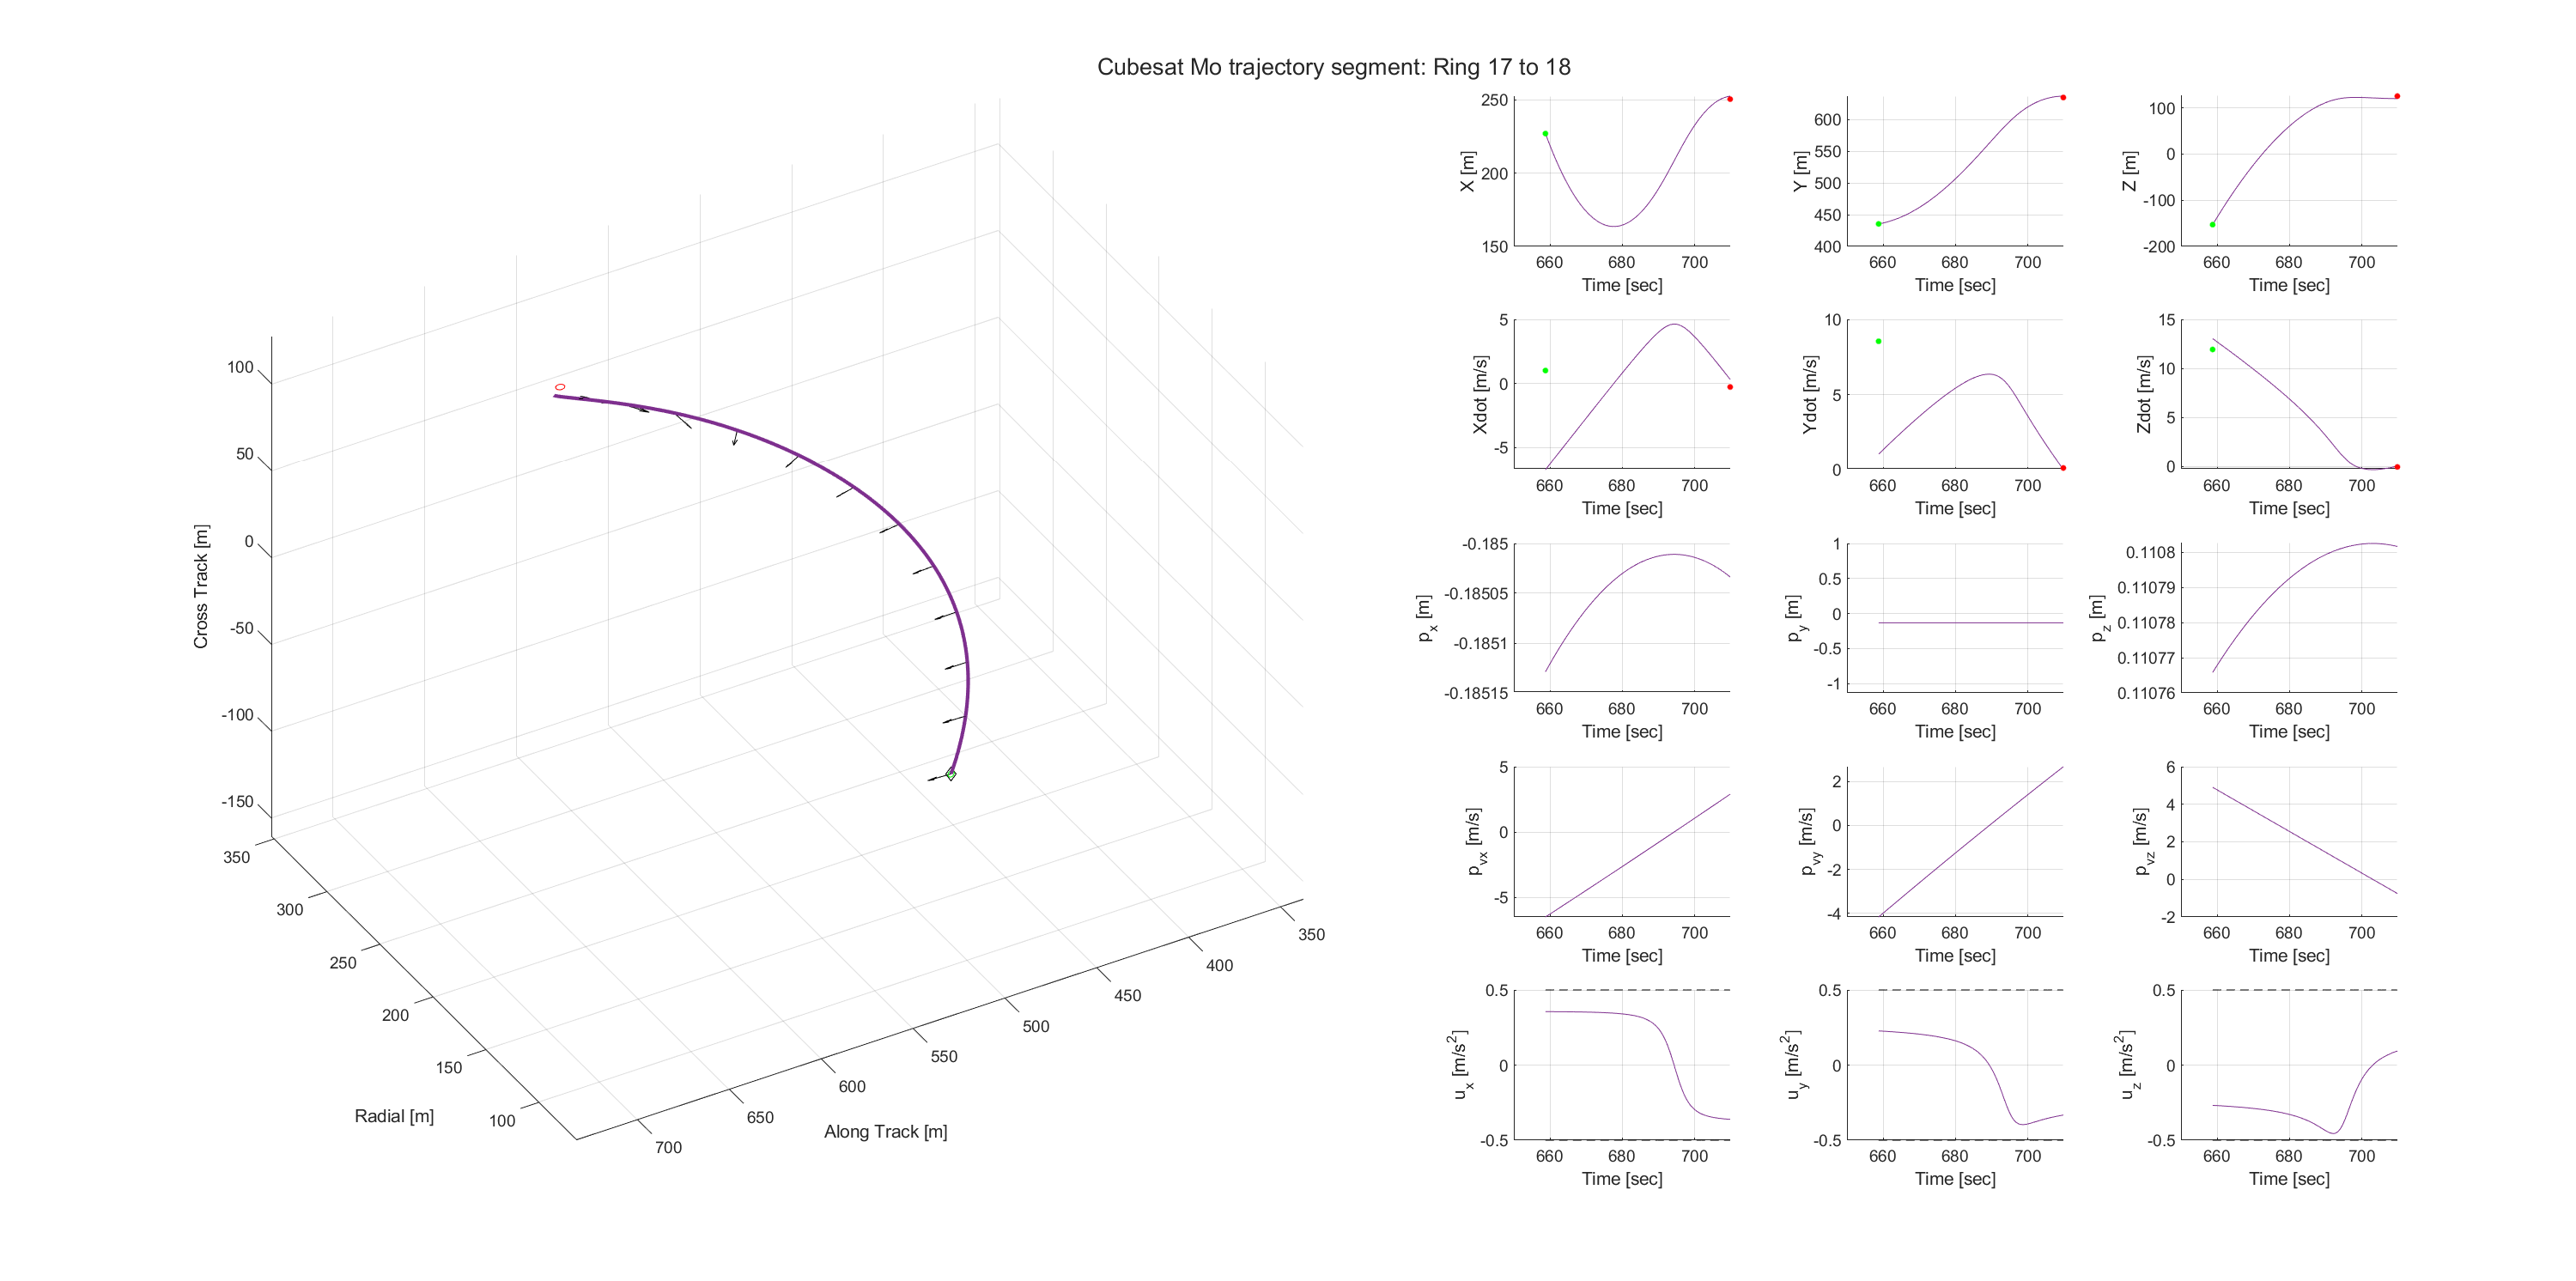 Cubesat Mo trajectory segment: Ring 17 to 18
100
50
0
-50
-100
-150
Cross Track [m]
350
300
250
200
150
100
Radial [m]
700
650
600
550
500
450
400
350
Along Track [m]
250
200
150
X [m]
660 680 700
Time [sec]
600
550
500
450
400
Y [m]
660 680 700
Time [sec]
100
0
-100
-200
Z [m]
660 680 700
Time [sec]
5
0
-5
Xdot [m/s]
660 680 700
Time [sec]
10
5
0
Ydot [m/s]
660 680 700
Time [sec]
15
10
5
0
Zdot [m/s]
660 680 700
Time [sec]
-0.185
-0.18505
-0.1851
-0.18515
px [m]
660 680 700
Time [sec]
1
0.5
0
-0.5
-1
py [m]
660 680 700
Time [sec]
0.1108
0.11079
0.11078
0.11077
0.11076
pz [m]
660 680 700
Time [sec]
5
0
-5
pvx [m/s]
660 680 700
Time [sec]
2
0
-2
-4
pvy [m/s]
660 680 700
Time [sec]
6
4
2
0
-2
pvz [m/s]
660 680 700
Time [sec]
0.5
0
-0.5
ux [m/s2]
660 680 700
Time [sec]
0.5
0
-0.5
uy [m/s2]
660 680 700
Time [sec]
0.5
0
-0.5
uz [m/s2]
660 680 700
Time [sec]